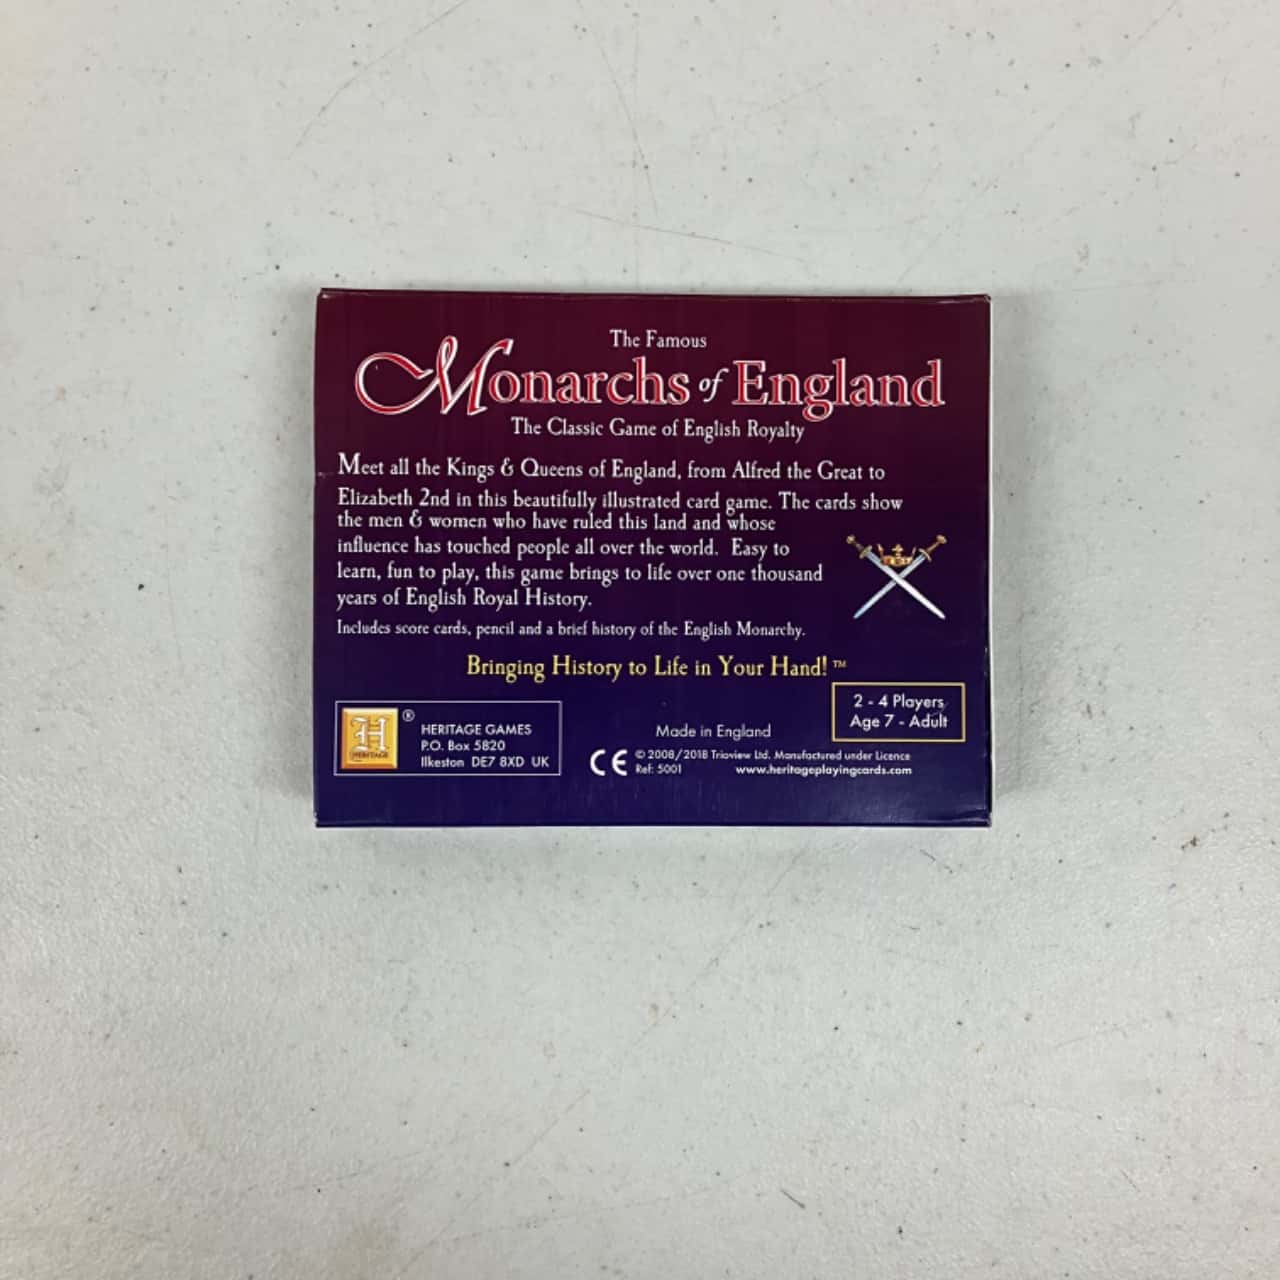 The Famous
Monarchs of England
The Classic Game of English Royalty
Meet all the Kings & Queens of England, from Alfred the Great to
Elizabeth 2nd in this beautifully illustrated card game. The cards show
the men & women who have ruled this land and whose
influence has touched people all over the world. Easy to
learn, fun to play, this game brings to life over one thousand
years of English Royal History.
Includes score cards, pencil and a brief history of the English Monarchy.
Bringing History to Life in Your Hand! ™
2 - 4 Players
Age 7 - Adult
H ®
HERITAGE
HERITAGE GAMES
P.O. Box 5820
Ilkeston DE7 8XD UK
Made in England
CE
© 2008/2018 Trioview Ltd. Manufactured under Licence
Ref: 5001 www.heritageplayingcards.com